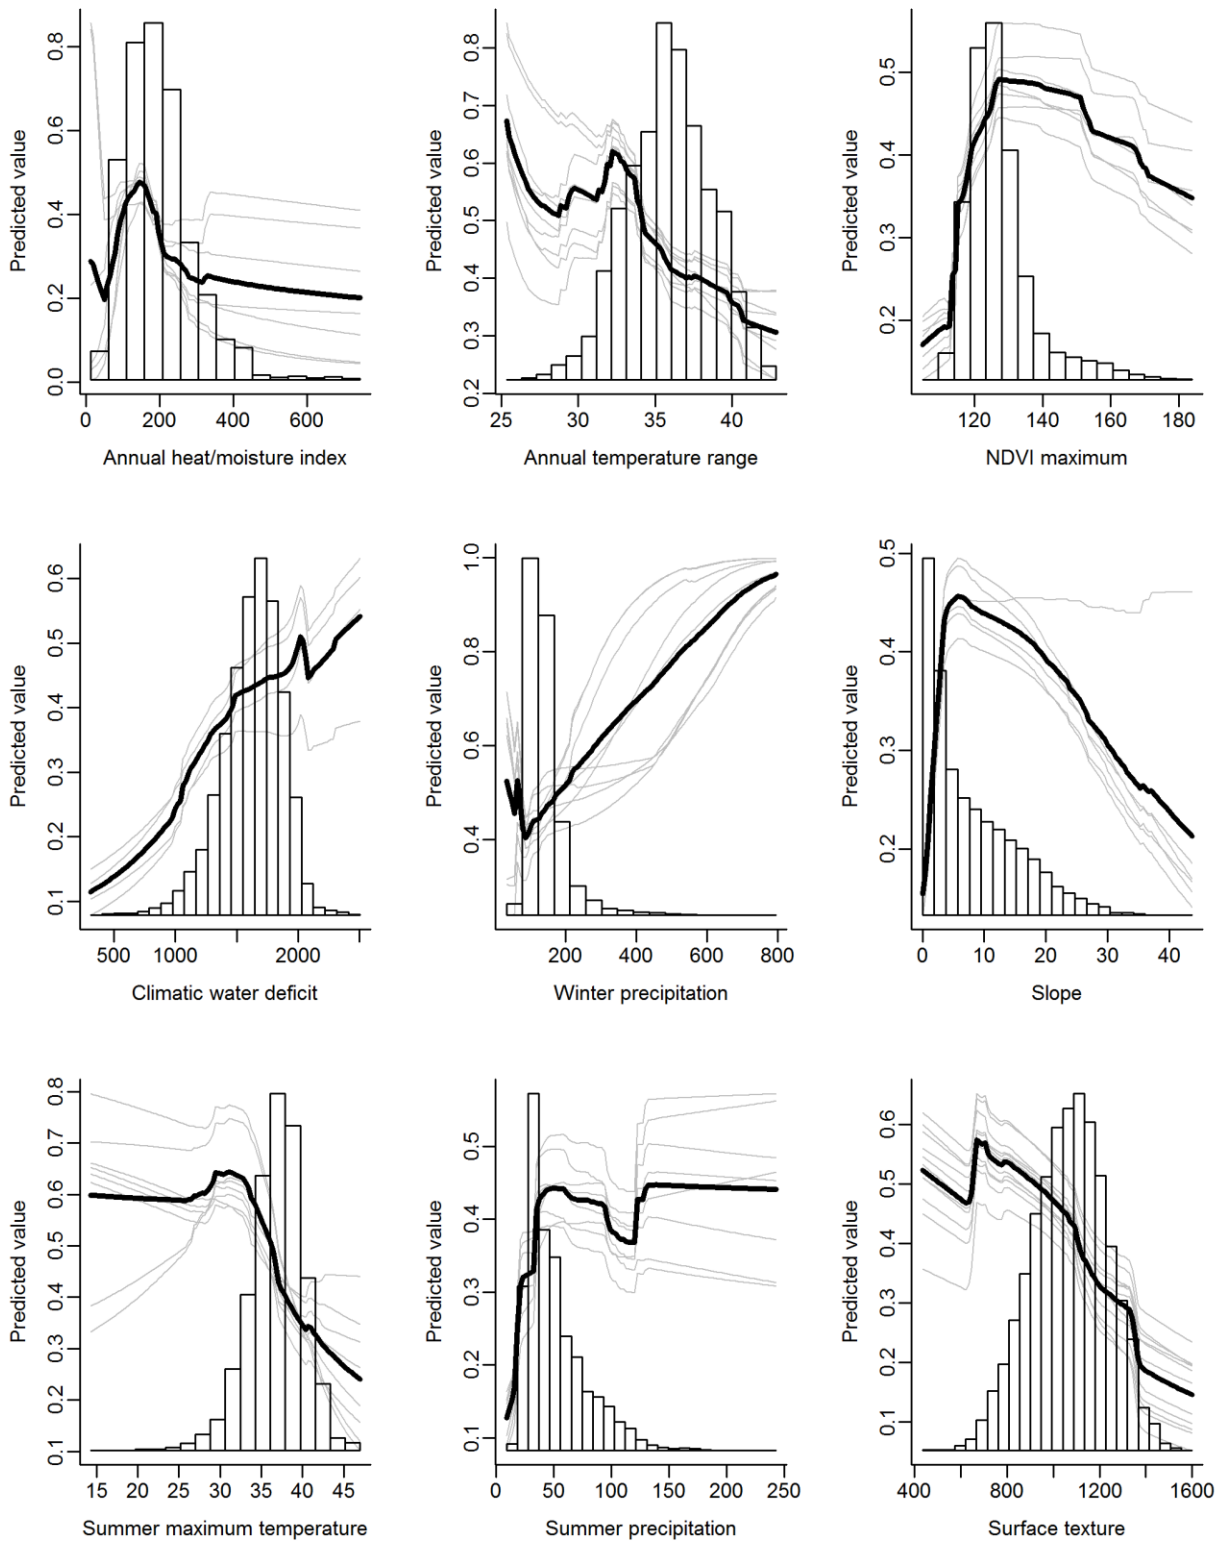 Predicted value
0.0 0.2 0.4 0.6 0.8
0 200 400 600
Annual heat/moisture index
Predicted value
0.2 0.3 0.4 0.5 0.6 0.7 0.8
25 30 35 40
Annual temperature range
Predicted value
0.2 0.3 0.4 0.5
120 140 160 180
NDVI maximum
Predicted value
0.1 0.2 0.3 0.4 0.5 0.6
500 1000 2000
Climatic water deficit
Predicted value
0.4 0.6 0.8 1.0
200 400 600 800
Winter precipitation
Predicted value
0.2 0.3 0.4 0.5
0 10 20 30 40
Slope
Predicted value
0.1 0.2 0.3 0.4 0.5 0.6 0.7 0.8
15 20 25 30 35 40 45
Summer maximum temperature
Predicted value
0.1 0.2 0.3 0.4 0.5
0 50 100 150 200 250
Summer precipitation
Predicted value
0.1 0.2 0.3 0.4 0.5 0.6
400 800 1200 1600
Surface texture